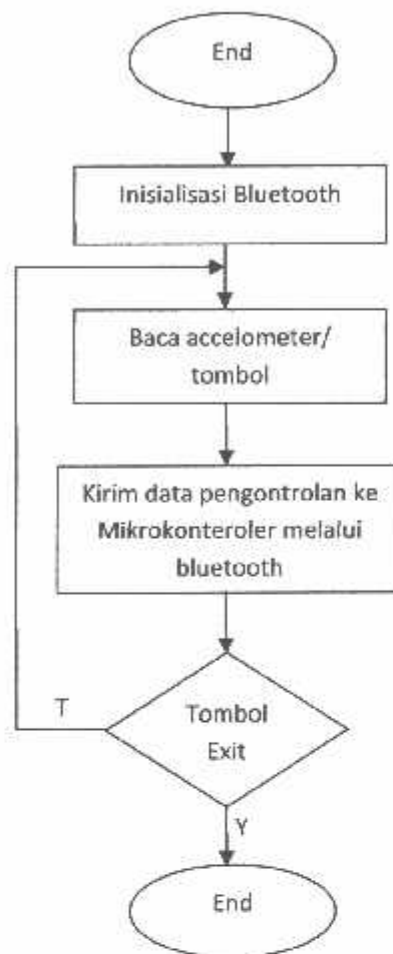 End
Inisialisasi Bluetooth
Baca accelometer/
tombol
Kirim data pengontrolan ke
Mikrokonteroler melalui
bluetooth
T
Tombol
Exit
Y
End